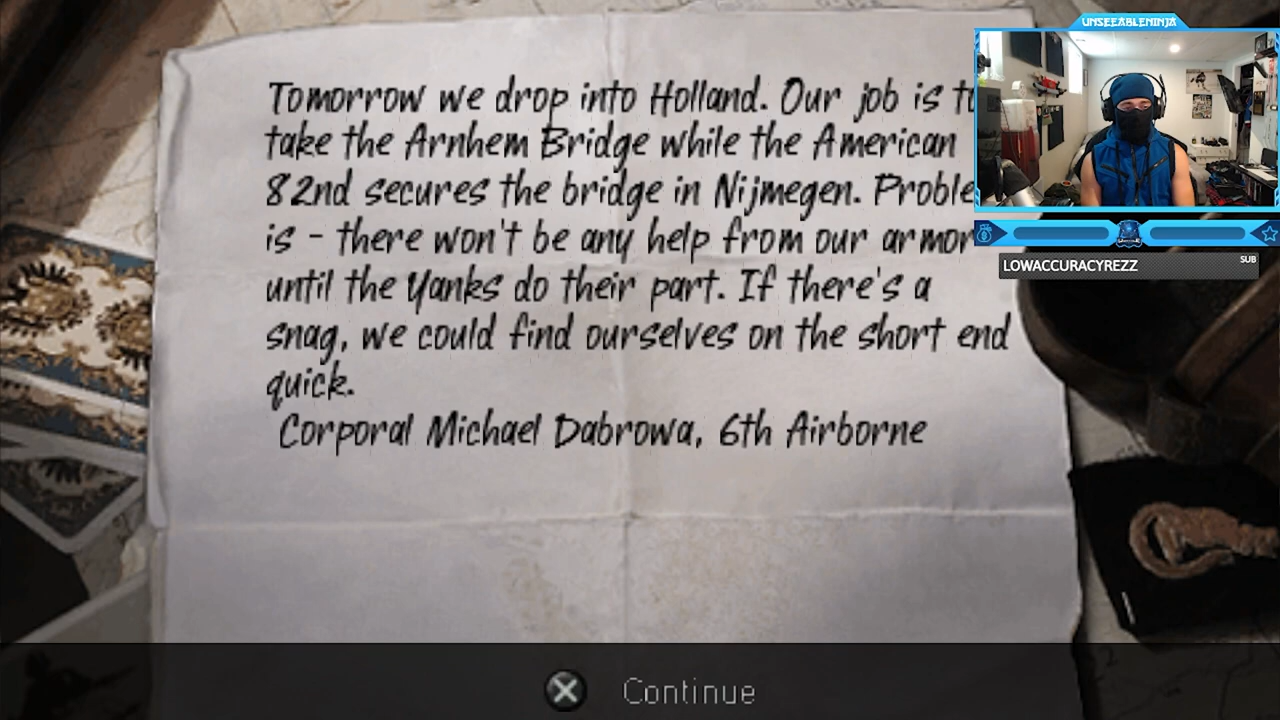 UNSEEABLENINJA
Tomorrow we drop into Holland. Our job is
take the Arnhem Bridge while the American
82nd secures the bridge in Nijmegen.
is - there won't be any help from our armor
until the Yanks do their part. If there's a
snag, we could find ourselves on the short end
quick.
Corporal Michael Dabrowa, 6th Airborne
LOWACCURACYREZZ
SUB
Continue